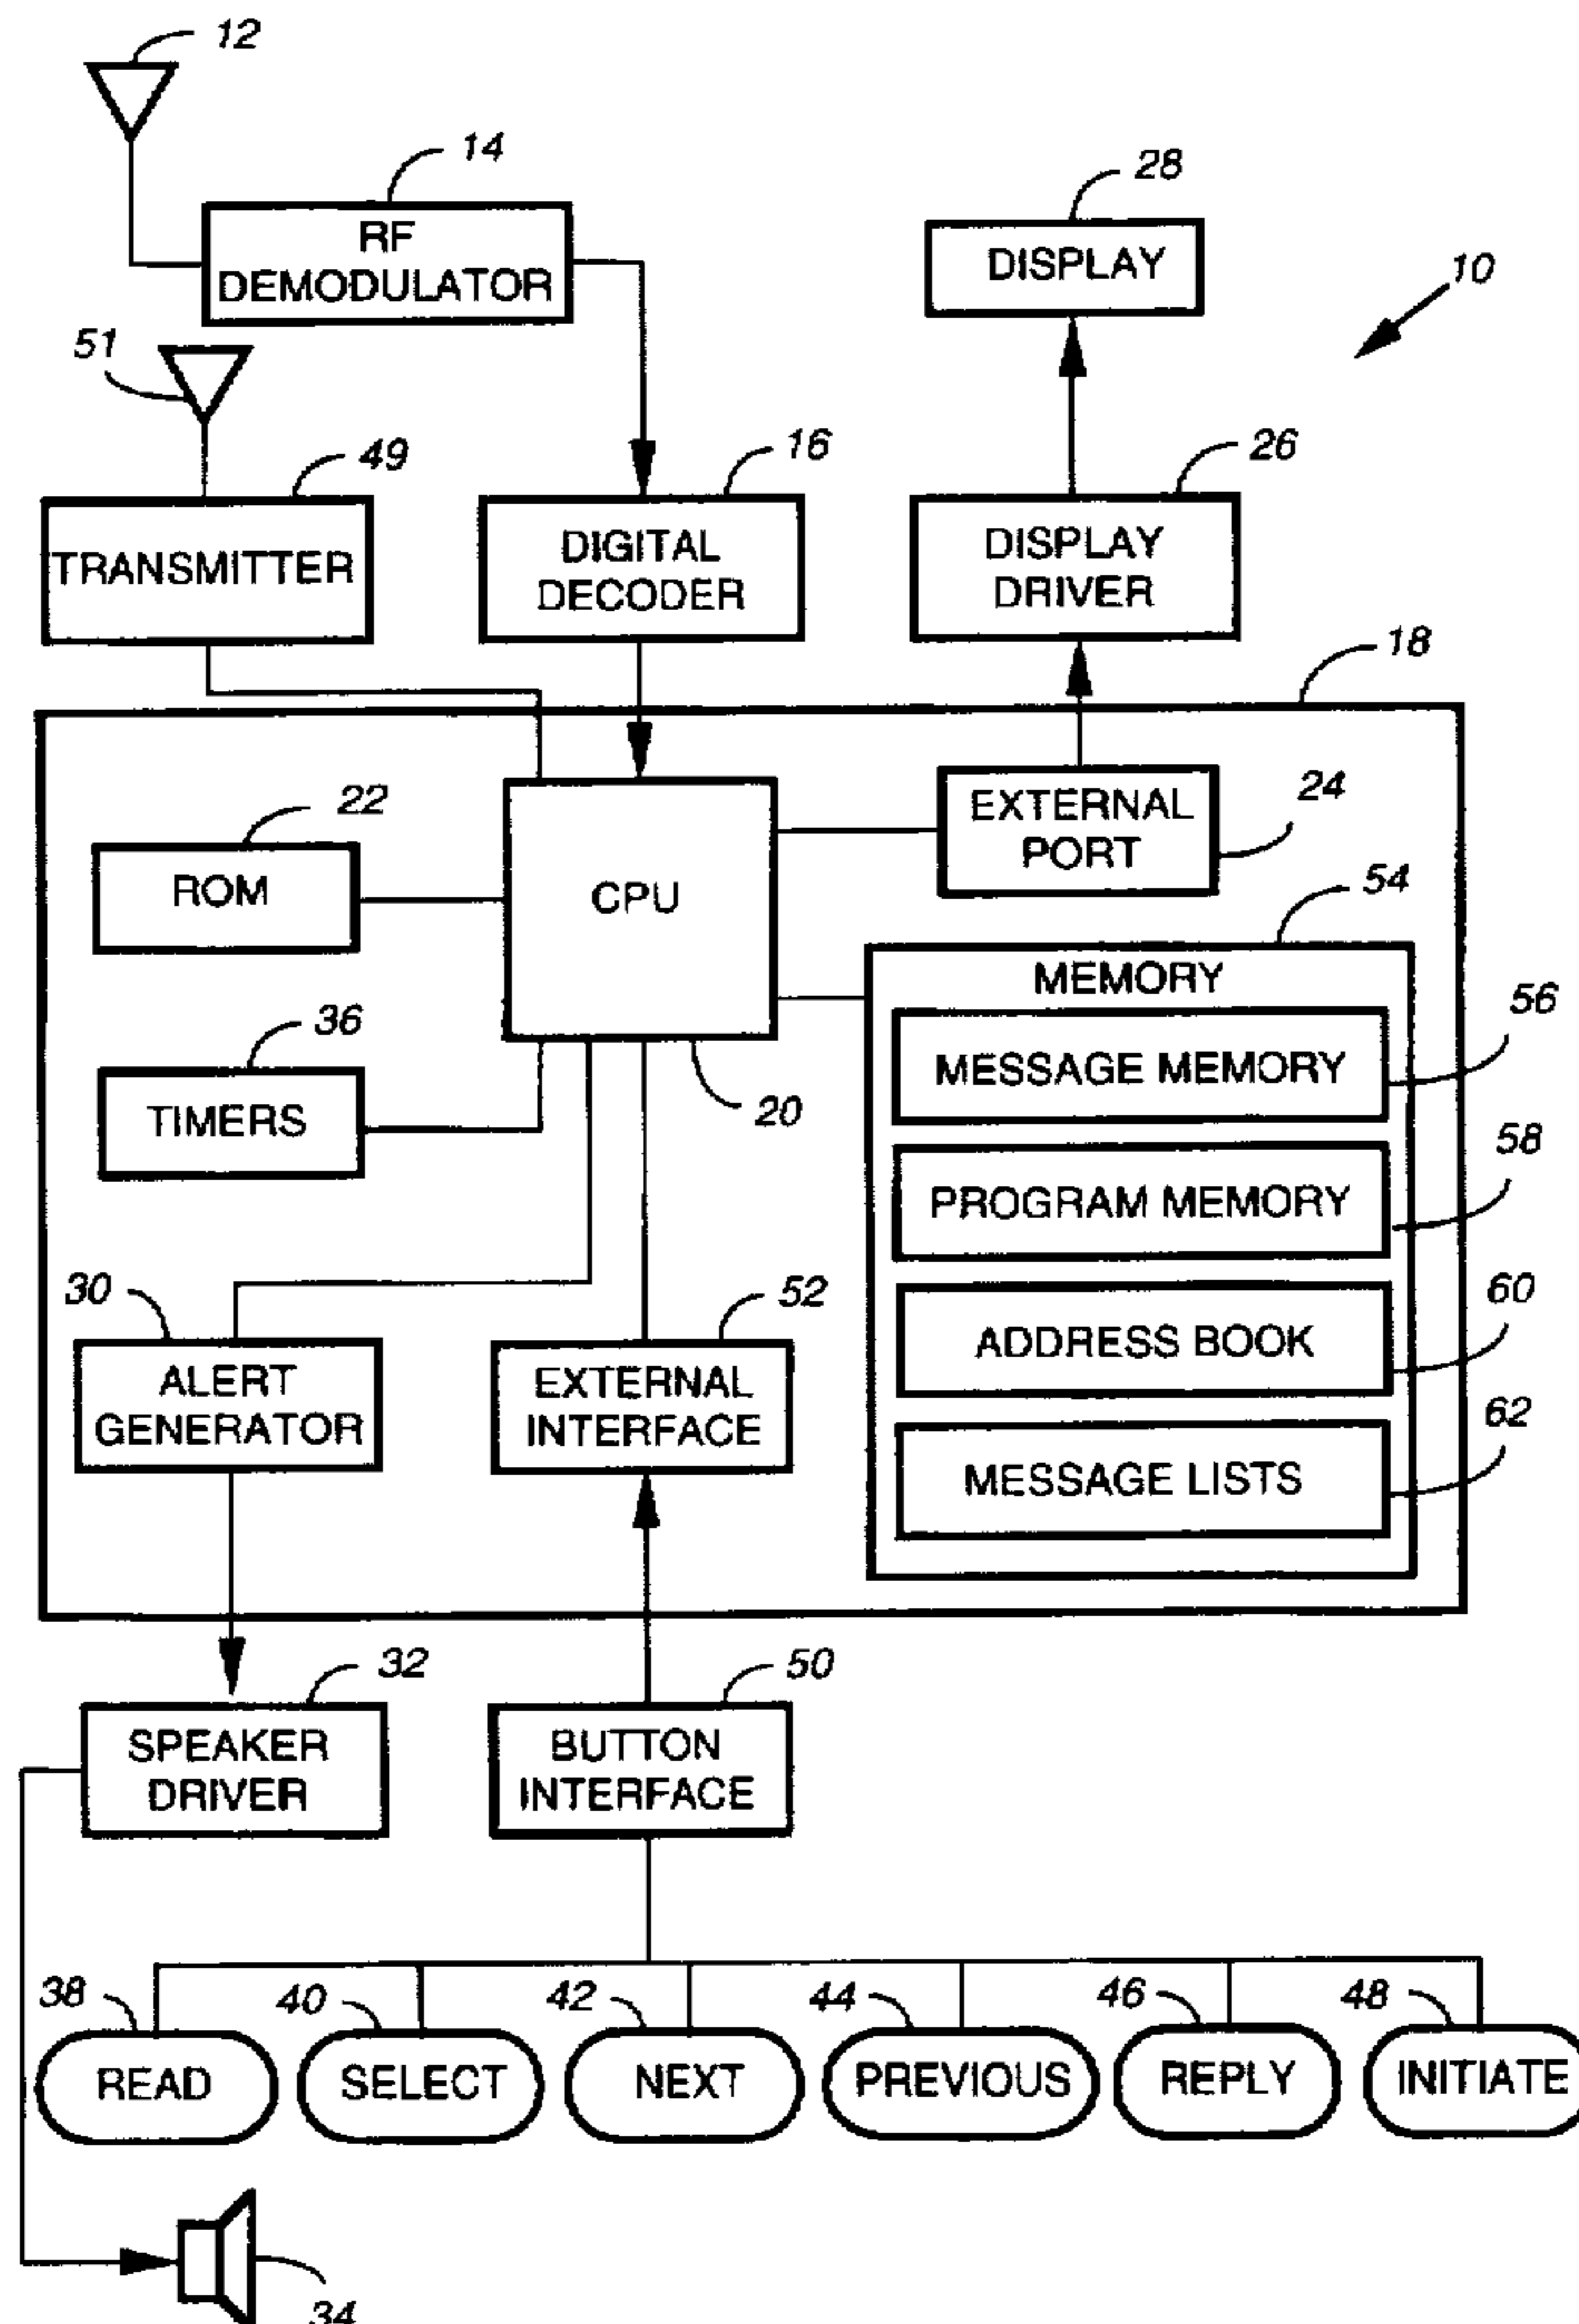 12
14
RF
DEMODULATOR
28
DISPLAY
10
51
49
TRANSMITTER
16
DIGITAL
DECODER
26
DISPLAY
DRIVER
18
22
ROM
CPU
20
EXTERNAL
PORT
24
54
MEMORY
MESSAGE MEMORY
56
PROGRAM MEMORY
58
ADDRESS BOOK
60
MESSAGE LISTS
62
36
TIMERS
30
ALERT
GENERATOR
52
EXTERNAL
INTERFACE
32
SPEAKER
DRIVER
50
BUTTON
INTERFACE
38
READ
40
SELECT
42
NEXT
44
PREVIOUS
46
REPLY
48
INITIATE
34